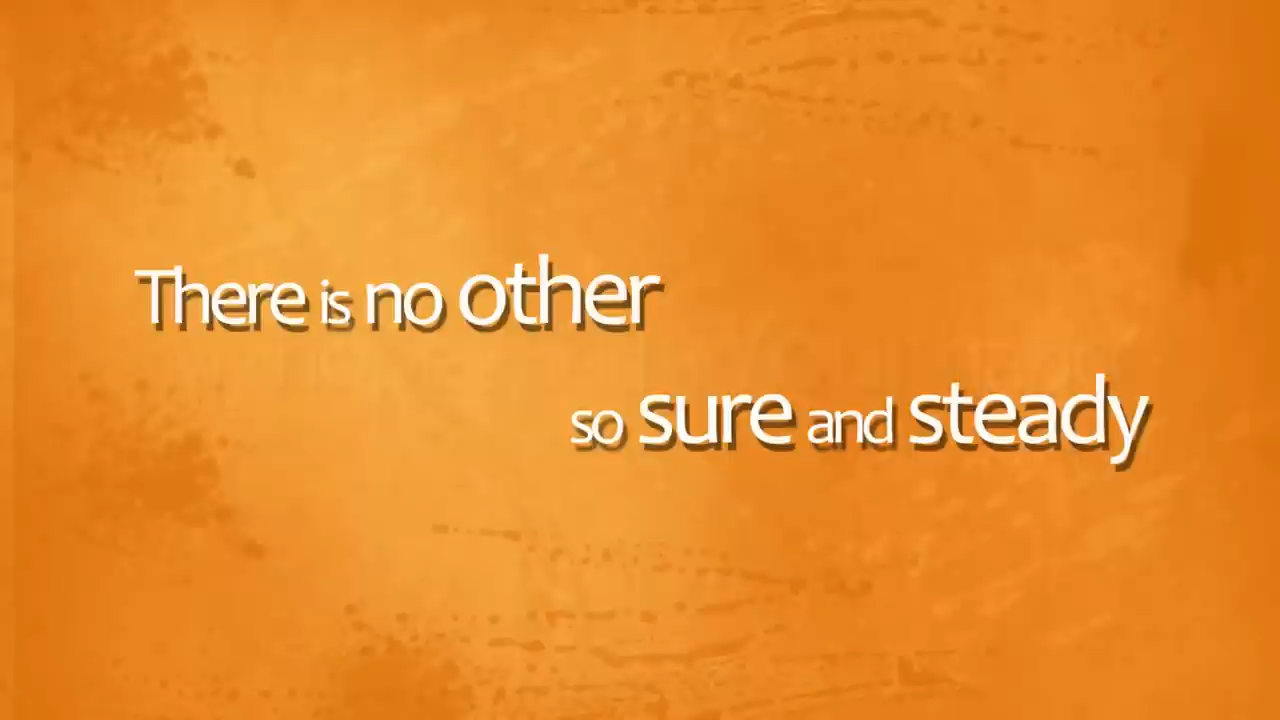 There is no other
so sure and steady